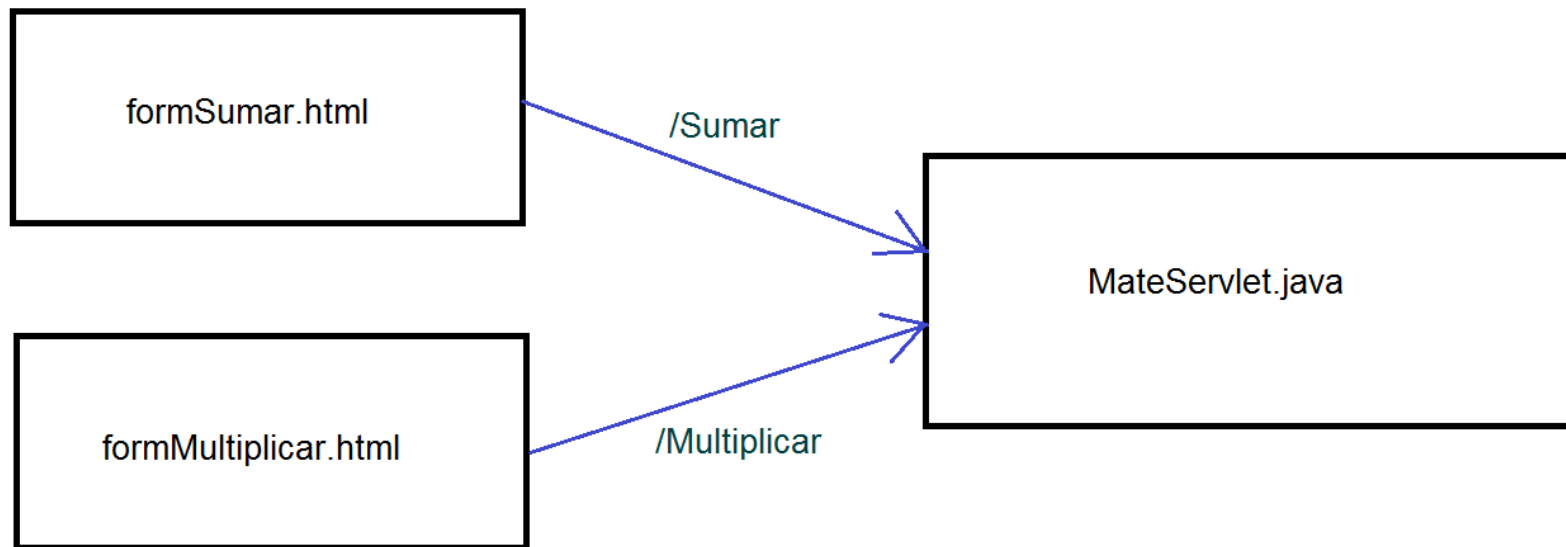 formSumar.html
/Sumar
MateServlet.java
formMultiplicar.html
/Multiplicar